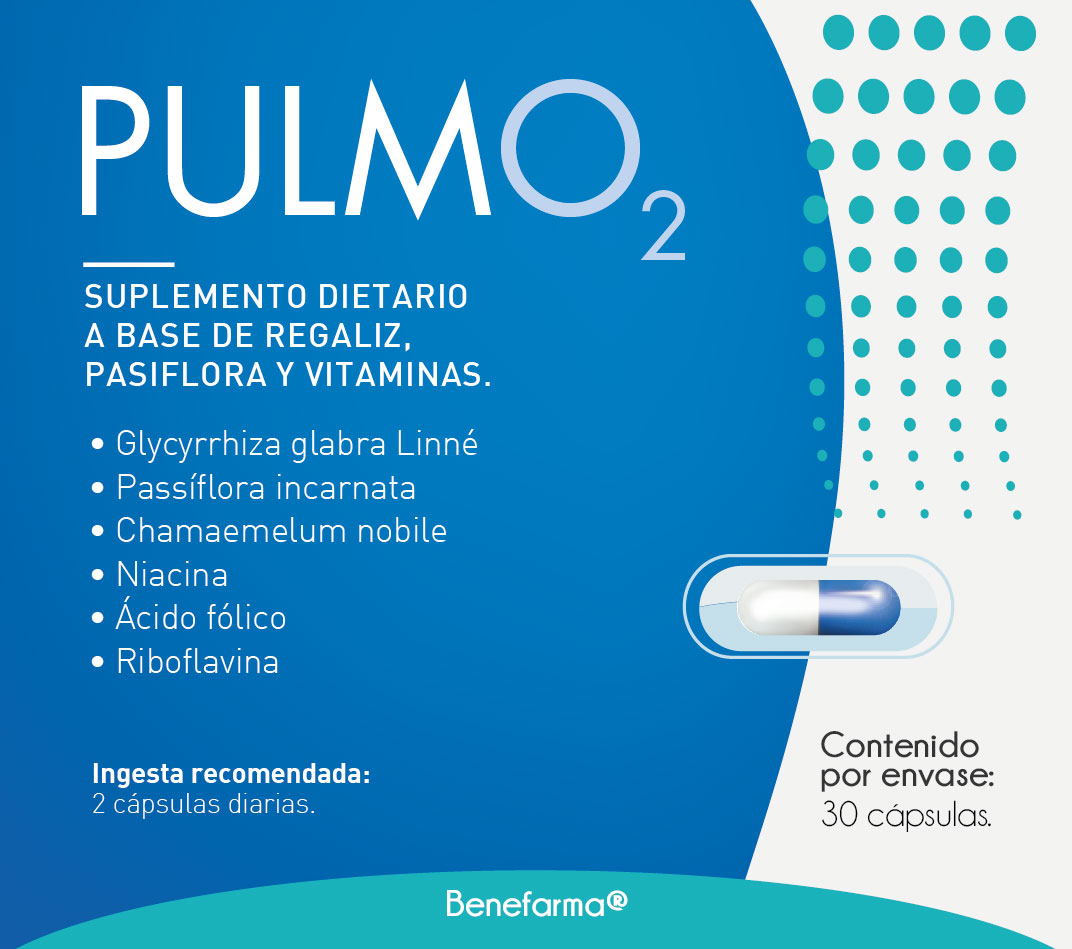 PULMO2
SUPLEMENTO DIETARIO
A BASE DE REGALIZ,
PASIFLORA Y VITAMINAS.
• Glycyrrhiza glabra Linné
• Passíflora incarnata
• Chamaemelum nobile
• Niacina
• Ácido fólico
• Riboflavina
Ingesta recomendada:
2 cápsulas diarias.
Contenido
por envase:
30 cápsulas.
Benefarma®